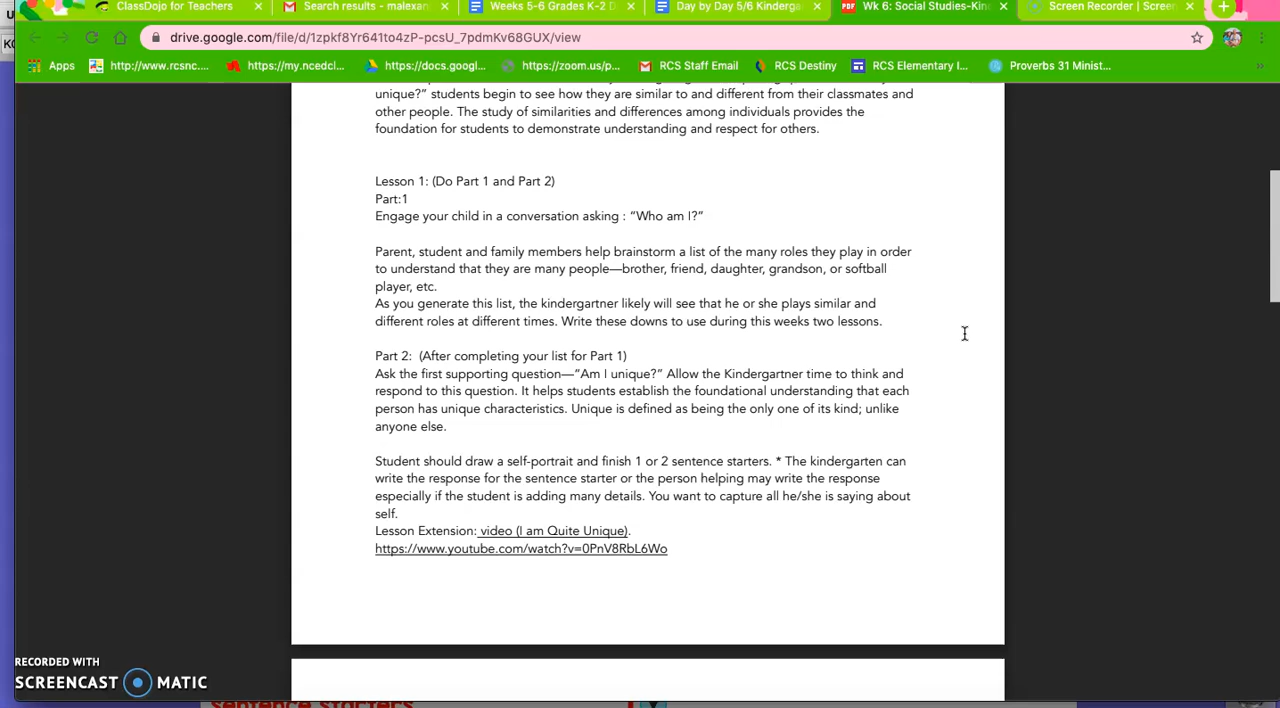 ClassDojo for Teachers
Search results - malexan
Weeks 5-6 Grades K-2 D
Day by Day 5/6 Kinderga
Wk 6: Social Studies-Kin
Screen Recorder | Screen
drive.google.com/file/d/1zpkf8Yr641to4zP-pcsU_7pdmKv68GUX/view
Apps
http://www.rcsnc....
https://my.ncedcl...
https://docs.googl...
https://zoom.us/p...
RCS Staff Email
RCS Destiny
RCS Elementary I...
Proverbs 31 Minist...
unique?" students begin to see how they are similar to and different from their classmates and
other people. The study of similarities and differences among individuals provides the
foundation for students to demonstrate understanding and respect for others.
Lesson 1: (Do Part 1 and Part 2)
Part:1
Engage your child in a conversation asking : “Who am I?”
Parent, student and family members help brainstorm a list of the many roles they play in order
to understand that they are many people—brother, friend, daughter, grandson, or softball
player, etc.
As you generate this list, the kindergartner likely will see that he or she plays similar and
different roles at different times. Write these downs to use during this weeks two lessons.
Part 2:  (After completing your list for Part 1)
Ask the first supporting question—“Am I unique?” Allow the Kindergartner time to think and
respond to this question. It helps students establish the foundational understanding that each
person has unique characteristics. Unique is defined as being the only one of its kind; unlike
anyone else.
Student should draw a self-portrait and finish 1 or 2 sentence starters. * The kindergarten can
write the response for the sentence starter or the person helping may write the response
especially if the student is adding many details. You want to capture all he/she is saying about
self.
Lesson Extension: video (I am Quite Unique).
https://www.youtube.com/watch?v=0PnV8RbL6Wo
RECORDED WITH
SCREENCAST MATIC
sentence starters